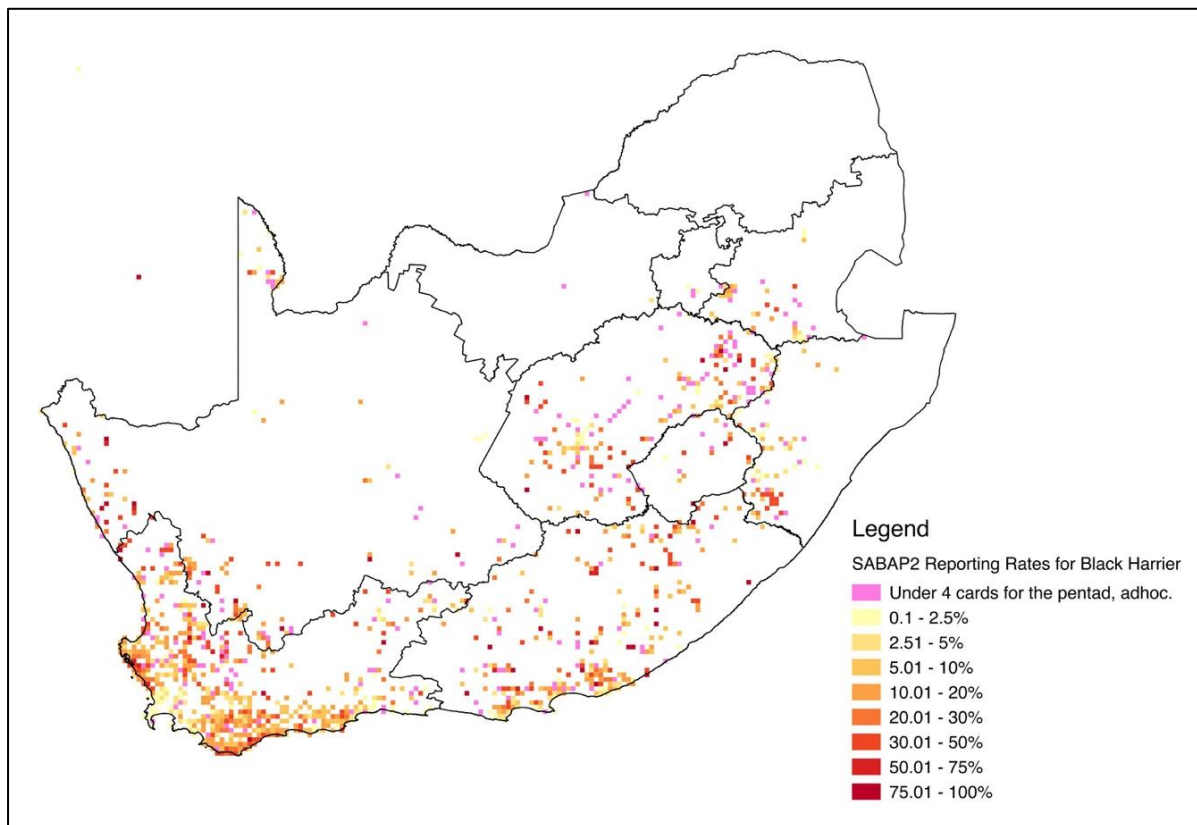 Legend
SABAP2 Reporting Rates for Black Harrier
Under 4 cards for the pentad, adhoc.
0.1 - 2.5%
2.51 - 5%
5.01 - 10%
10.01 - 20%
20.01 - 30%
30.01 - 50%
50.01 - 75%
75.01 - 100%